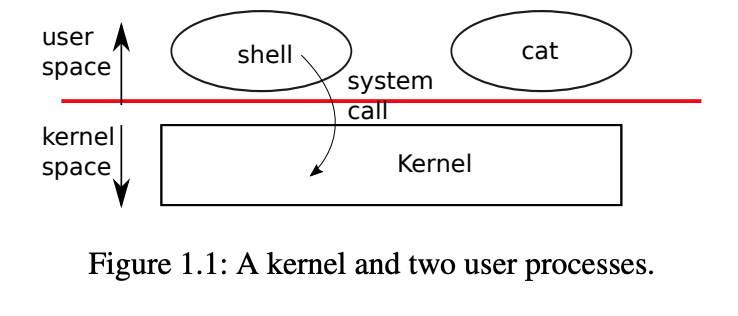 user
space
shell
cat
system
call
kernel
space
Kernel
Figure 1.1: A kernel and two user processes.